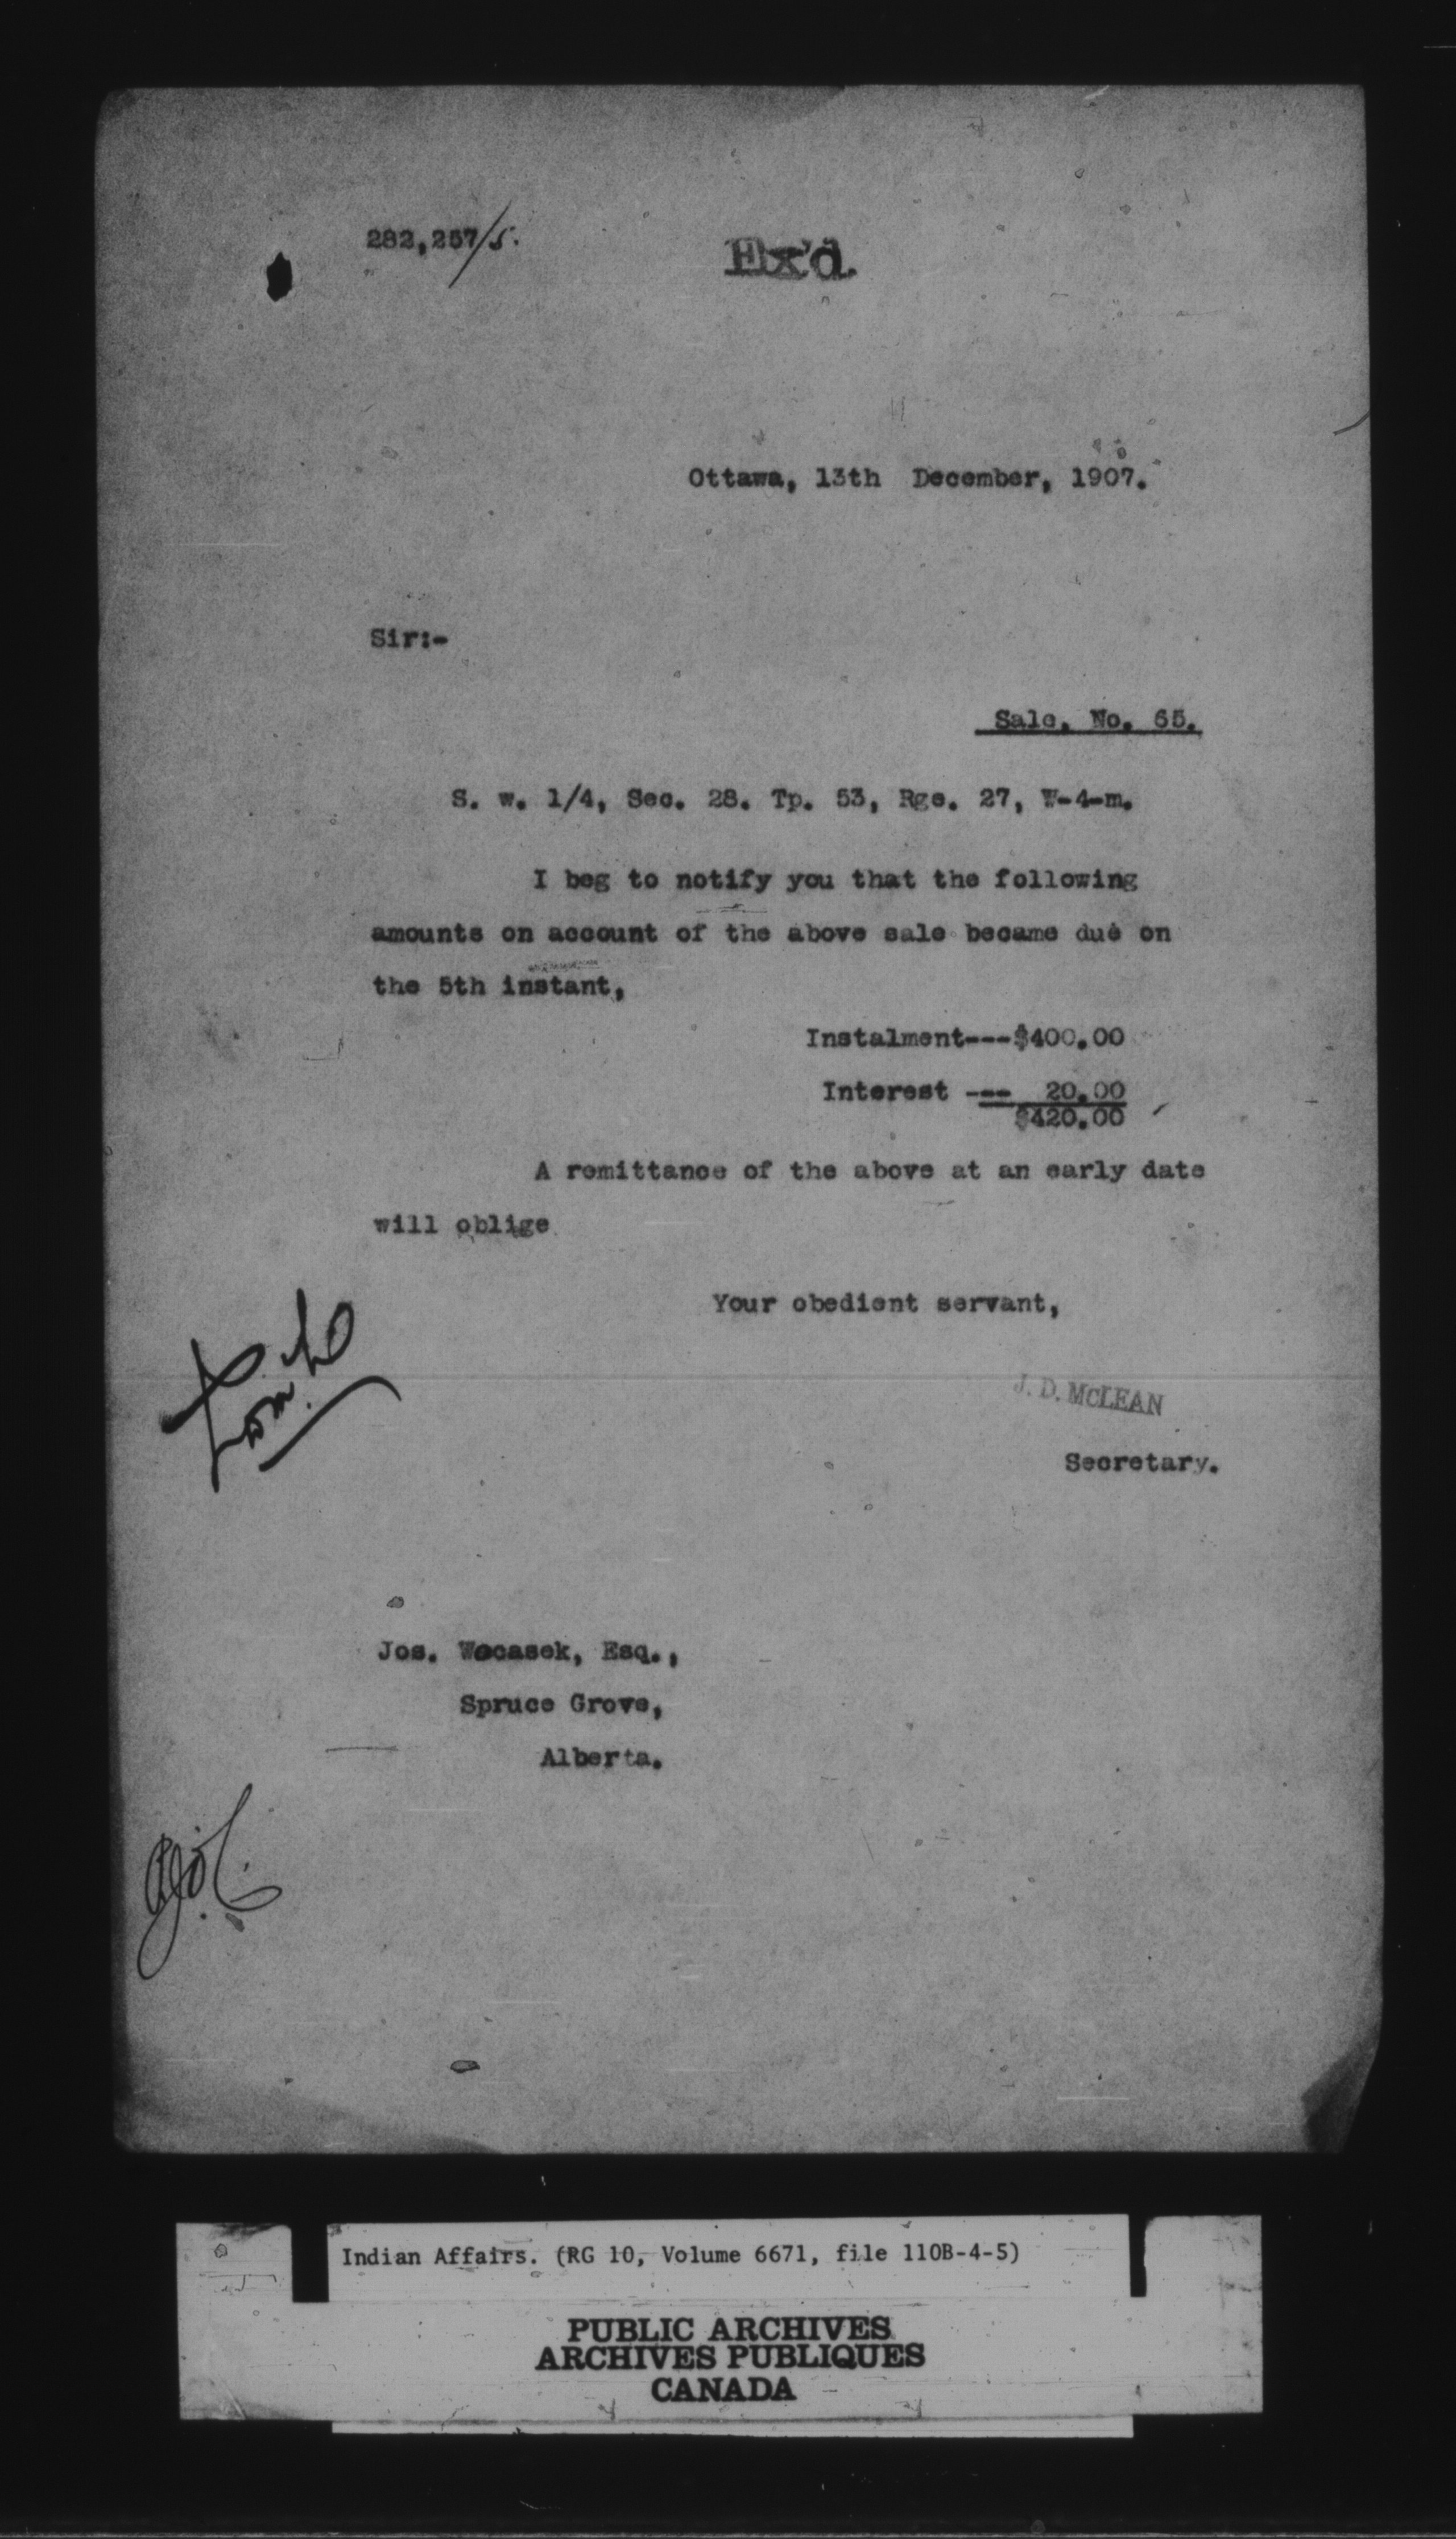 282,257/5.
Ex'd.
Ottawa, 13th December, 1907.
Sir:-
Sale. No. 65.
S. w. 1/4, Sec. 28. Tp. 53, Rge. 27, W-4-m.
I beg to notify you that the following
amounts on account of the above sale became due on
the 5th instant,
Instalment---$400.00
Interest --- 20.00
$420.00
A remittance of the above at an early date
will oblige
Your obedient servant,
J. D. McLEAN
Secretary.
Jos. Wocasek, Esq.,
Spruce Grove,
Alberta.
Indian Affairs. (RG 10, Volume 6671, file 110B-4-5)
PUBLIC ARCHIVES
ARCHIVES PUBLIQUES
CANADA